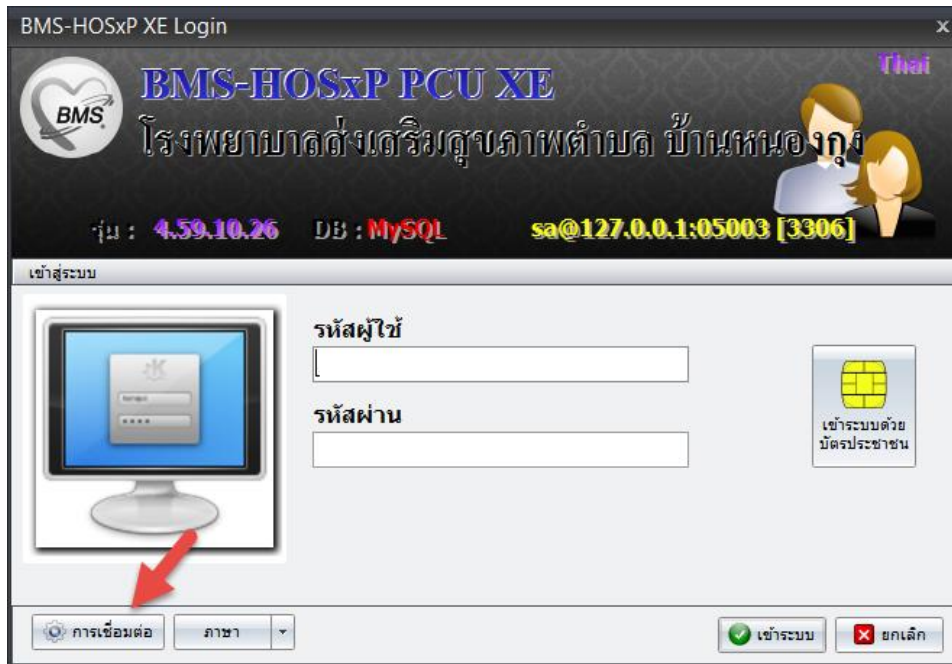 BMS-HOSxP XE Login
x
Thai
BMS
BMS-HOSxP PCU XE
โรงพยาบาลส่งเสริมสุขภาพตำบล บ้านหนองกุง
รุ่น : 4.59.10.26 DB : MySQL sa@127.0.0.1:05003 [3306]
เข้าสู่ระบบ
รหัสผู้ใช้
รหัสผ่าน
เข้าระบบด้วย
บัตรประชาชน
การเชื่อมต่อ ภาษา เข้าระบบ ยกเลิก